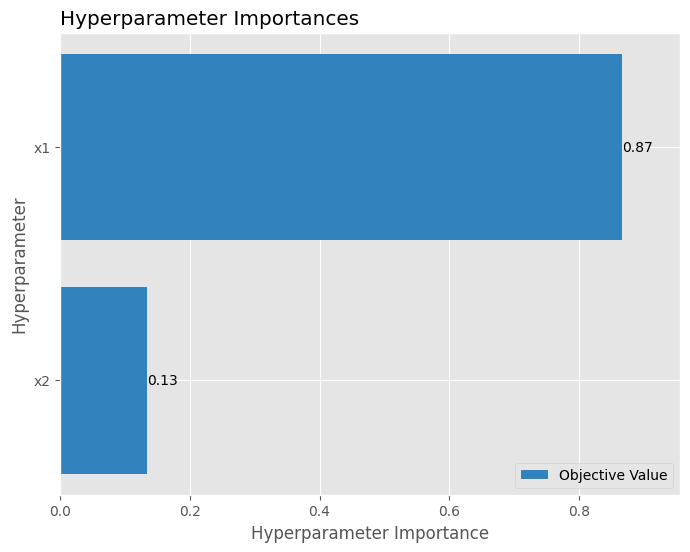 Hyperparameter Importances
x1
0.87
Hyperparameter
x2
0.13
Objective Value
0.0 0.2 0.4 0.6 0.8
Hyperparameter Importance